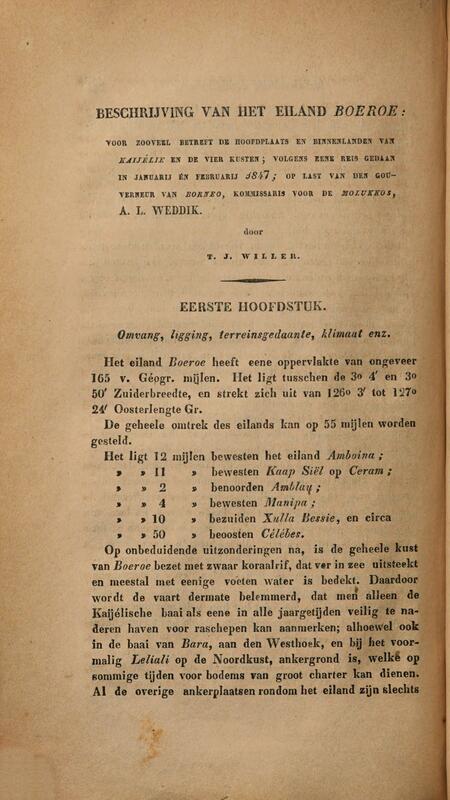 BESCHRIJVING VAN HET EILAND BOEROE:
VOOR ZOOVEEL BETREFT DE HOOFDPLAATS EN BINNENLANDEN VAN
KAIJÉLIE EN DE VIER KUSTEN; VOLGENS EENE REIS GEDAAN
IN JANUARIJ ÉN FEBRUARIJ 1847; OP LAST VAN DEN GOU-
VERNEUR VAN BORNEO, KOMMISSARIS VOOR DE MOLUKKOS,
A. L. WEDDIK.
door
T. J. WILLER.
EERSTE HOOFDSTUK.
Omvang, ligging, terreinsgedaante, klimaat enz.
Het eiland Boeroe heeft eene oppervlakte van ongeveer
165 v. Géogr. mijlen. Het ligt tusschen de 3o 4' en 3o
50' Zuiderbreedte, en strekt zich uit van 126o 3' tot 127o
24' Oosterlengte Gr.
De geheele omtrek des eilands kan op 55 mijlen worden
gesteld.
Het ligt 12 mijlen bewesten het eiland Amboina;
» » 11 » bewesten Kaap Siël op Ceram;
» » 2 » benoorden Amblaij;
» » 4 » bewesten Manipa;
» » 10 » bezuiden Xulla Bessie, en circa
» » 50 » beoosten Célébes.
Op onbeduidende uitzonderingen na, is de geheele kust
van Boeroe bezet met zwaar koraalrif, dat ver in zee uitsteekt
en meestal met eenige voeten water is bedekt. Daardoor
wordt de vaart dermate belemmerd, dat men alleen de
Kaijélische baai als eene in alle jaargetijden veilig te na-
deren haven voor raschepen kan aanmerken; alhoewel ook
in de baai van Bara, aan den Westhoek, en bij het voor-
malig Leliali op de Noordkust, ankergrond is, welke op
sommige tijden voor bodems van groot charter kan dienen.
Al de overige ankerplaatsen rondom het eiland zijn slechts